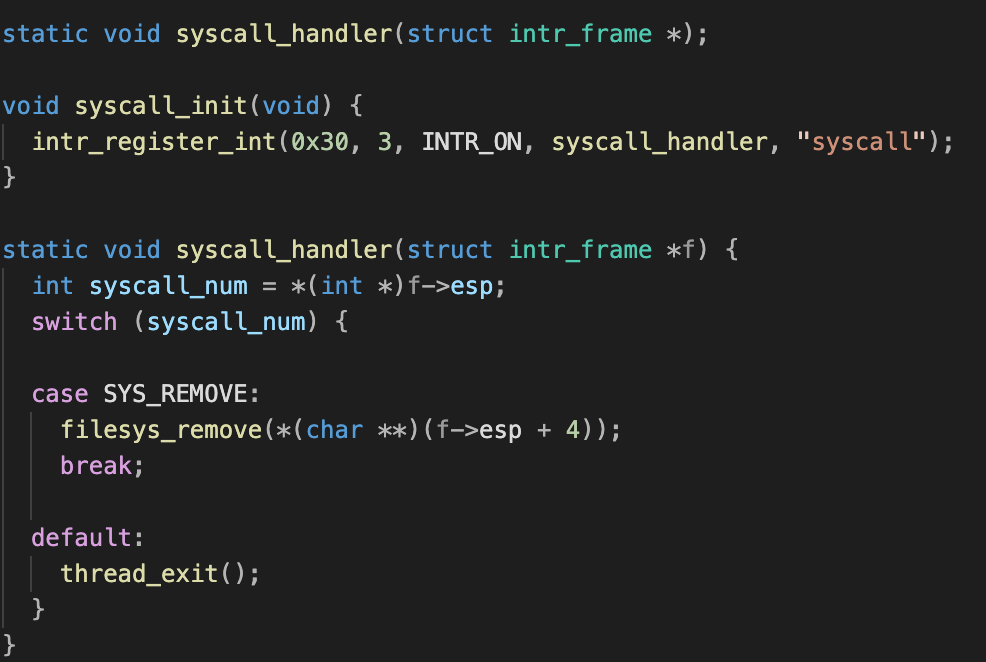 static void syscall_handler(struct intr_frame *);
void syscall_init(void) {
  intr_register_int(0x30, 3, INTR_ON, syscall_handler, "syscall");
}
static void syscall_handler(struct intr_frame *f) {
  int syscall_num = *(int *)f->esp;
  switch (syscall_num) {
  case SYS_REMOVE:
    filesys_remove(*(char **)(f->esp + 4));
    break;
  default:
    thread_exit();
  }
}